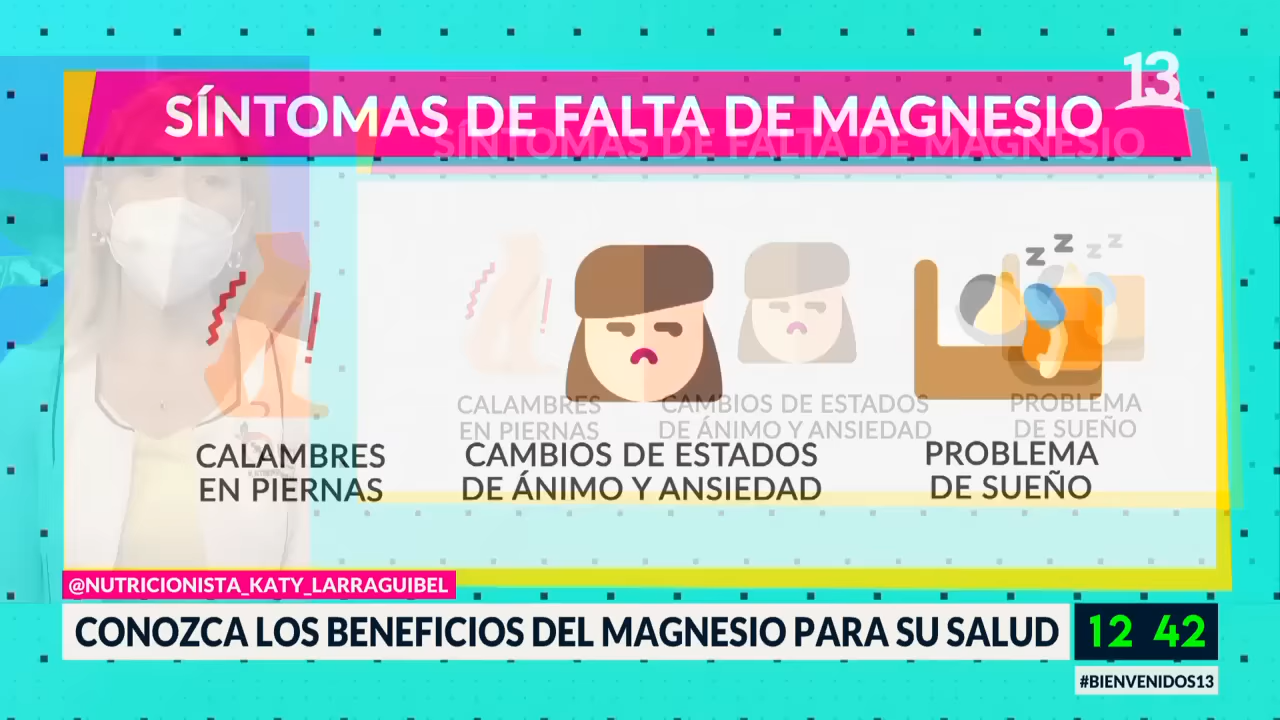 13
SÍNTOMAS DE FALTA DE MAGNESIO
SÍNTOMAS DE FALTA DE MAGNESIO
Z Z Z Z
CALAMBRES
EN PIERNAS
CAMBIOS DE ESTADOS
DE ÁNIMO Y ANSIEDAD
PROBLEMA
DE SUEÑO
CALAMBRES
EN PIERNAS
CAMBIOS DE ESTADOS
DE ÁNIMO Y ANSIEDAD
PROBLEMA
DE SUEÑO
@NUTRICIONISTA_KATY_LARRAGUIBEL
CONOZCA LOS BENEFICIOS DEL MAGNESIO PARA SU SALUD
12 42
#BIENVENIDOS13